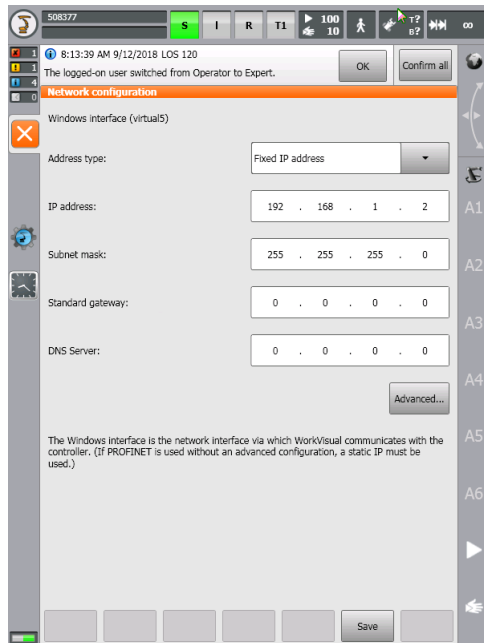 508377
S I R T1 100 10 T? B? ∞
1
1
4
0
8:13:39 AM 9/12/2018 LOS 120
The logged-on user switched from Operator to Expert.
OK
Confirm all
Network configuration
Windows interface (virtual5)
Address type: Fixed IP address
IP address: 192 . 168 . 1 . 2
Subnet mask: 255 . 255 . 255 . 0
Standard gateway: 0 . 0 . 0 . 0
DNS Server: 0 . 0 . 0 . 0
Advanced...
The Windows interface is the network interface via which WorkVisual communicates with the
controller. (If PROFINET is used without an advanced configuration, a static IP must be
used.)
Save
A1
A2
A3
A4
A5
A6